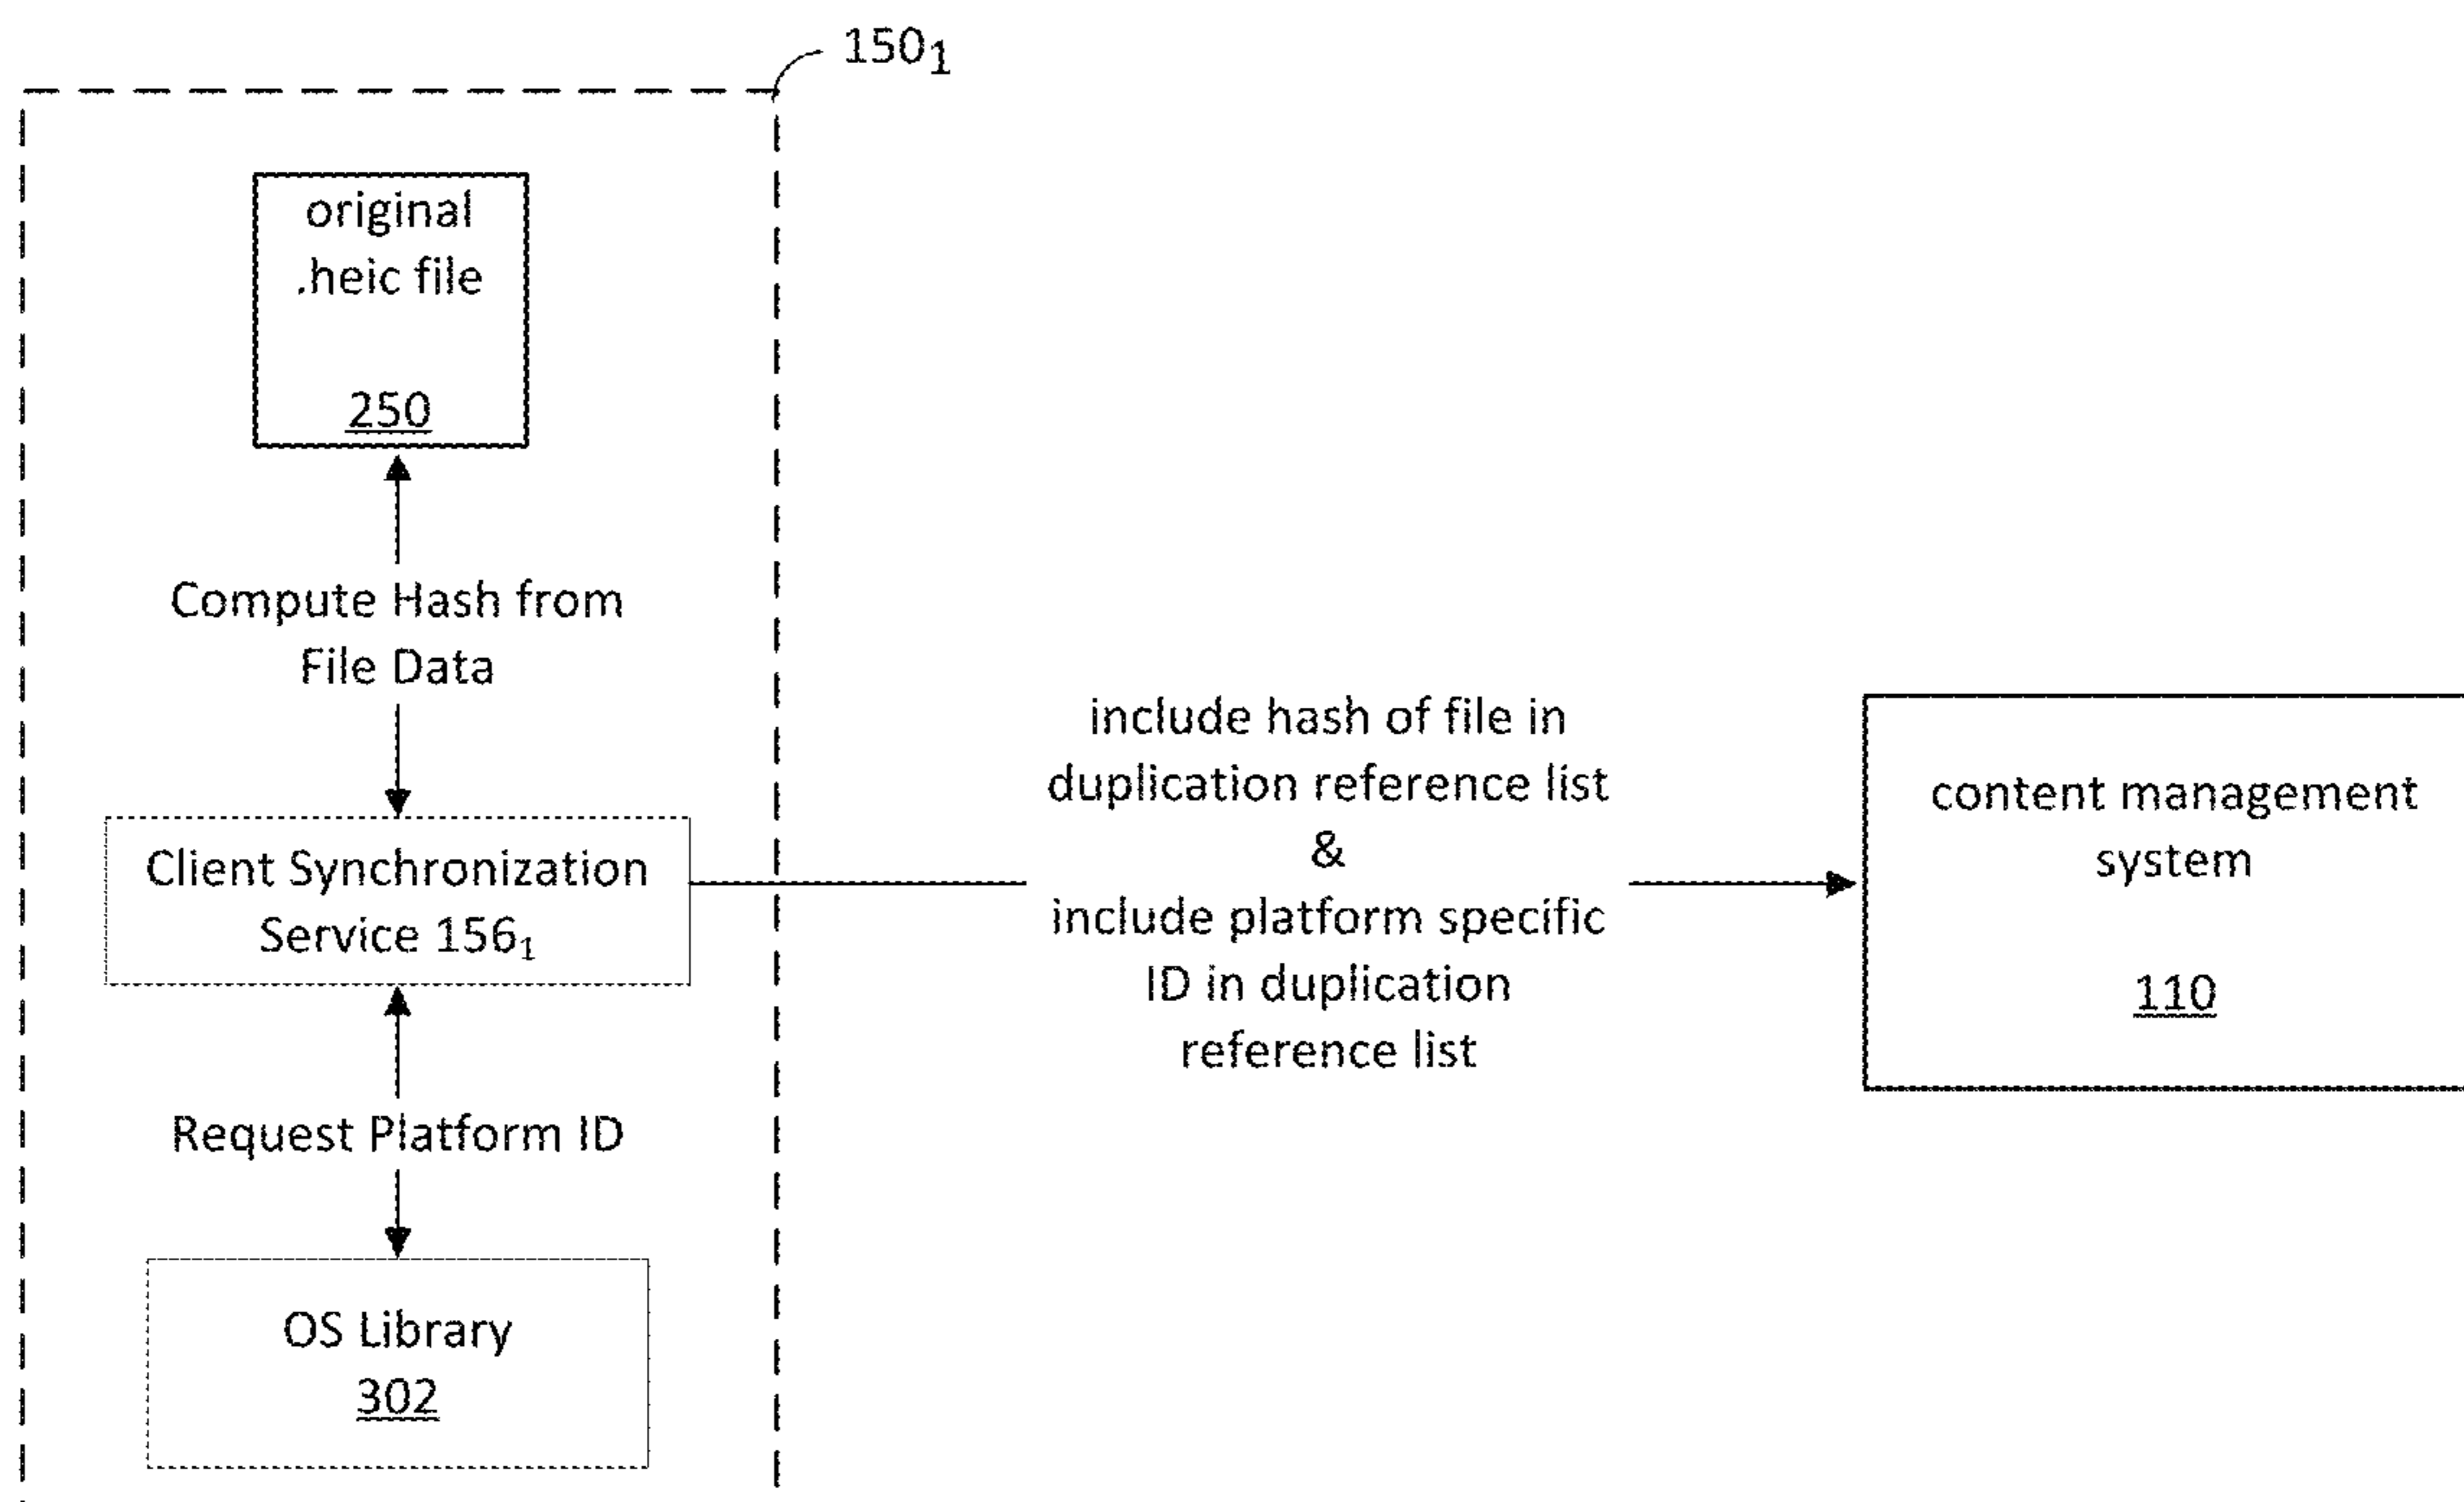 150₁
original
.heic file
250
Compute Hash from
File Data
Client Synchronization
Service 156₁
Request Platform ID
OS Library
302
include hash of file in
duplication reference list
&
include platform specific
ID in duplication
reference list
content management
system
110